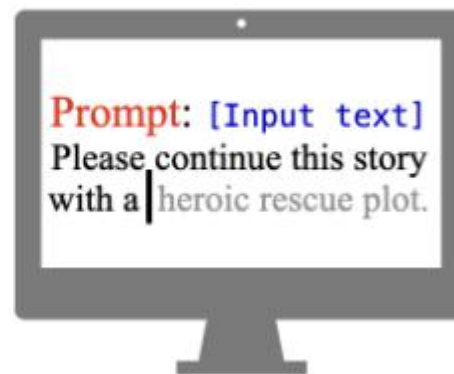 Prompt: [Input text]
Please continue this story
with a heroic rescue plot.